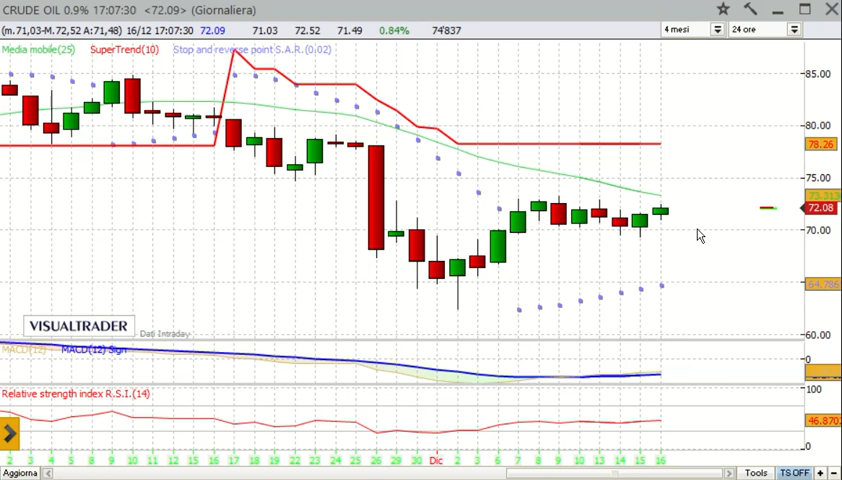 CRUDE OIL 0.9% 17:07:30 <72.09> (Giornaliera)
(m.71,03-M.72,52 A:71,48) 16/12 17:07:30 72.09 71.03 72.52 71.49 0.84% 74'837 4 mesi 24 ore
Media mobile(25) SuperTrend(10) Stop and reverse point S.A.R.(0.02)
85.00
80.00
78.26
75.00
73.313
72.08
70.00
64.786
60.00
VISUALTRADER
Dati Intraday
MACD(12) MACD(12) Sign
0
100
Relative strength index R.S.I.(14)
46.870
0
2 3 4 5 8 9 10 11 12 15 16 17 18 19 22 23 24 25 26 29 30 Dic 2 3 6 7 8 9 10 13 14 15 16
Aggiorna Tools TS OFF